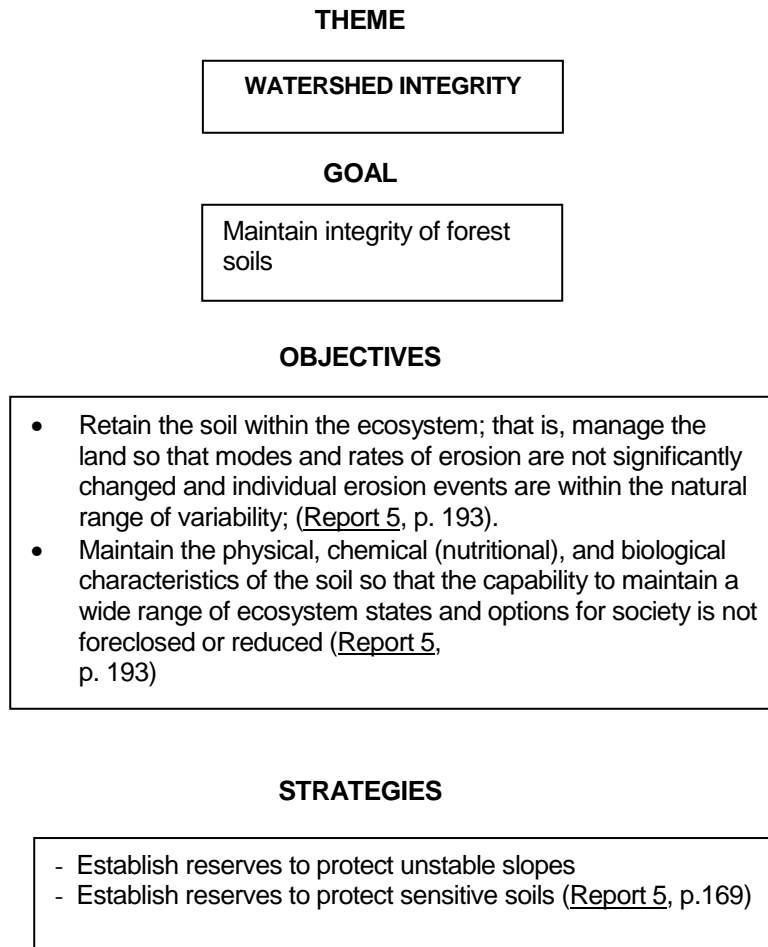 THEME
WATERSHED INTEGRITY
GOAL
Maintain integrity of forest
soils
OBJECTIVES
• Retain the soil within the ecosystem; that is, manage the
land so that modes and rates of erosion are not significantly
changed and individual erosion events are within the natural
range of variability; (Report 5, p. 193).
• Maintain the physical, chemical (nutritional), and biological
characteristics of the soil so that the capability to maintain a
wide range of ecosystem states and options for society is not
foreclosed or reduced (Report 5,
p. 193)
STRATEGIES
- Establish reserves to protect unstable slopes
- Establish reserves to protect sensitive soils (Report 5, p.169)